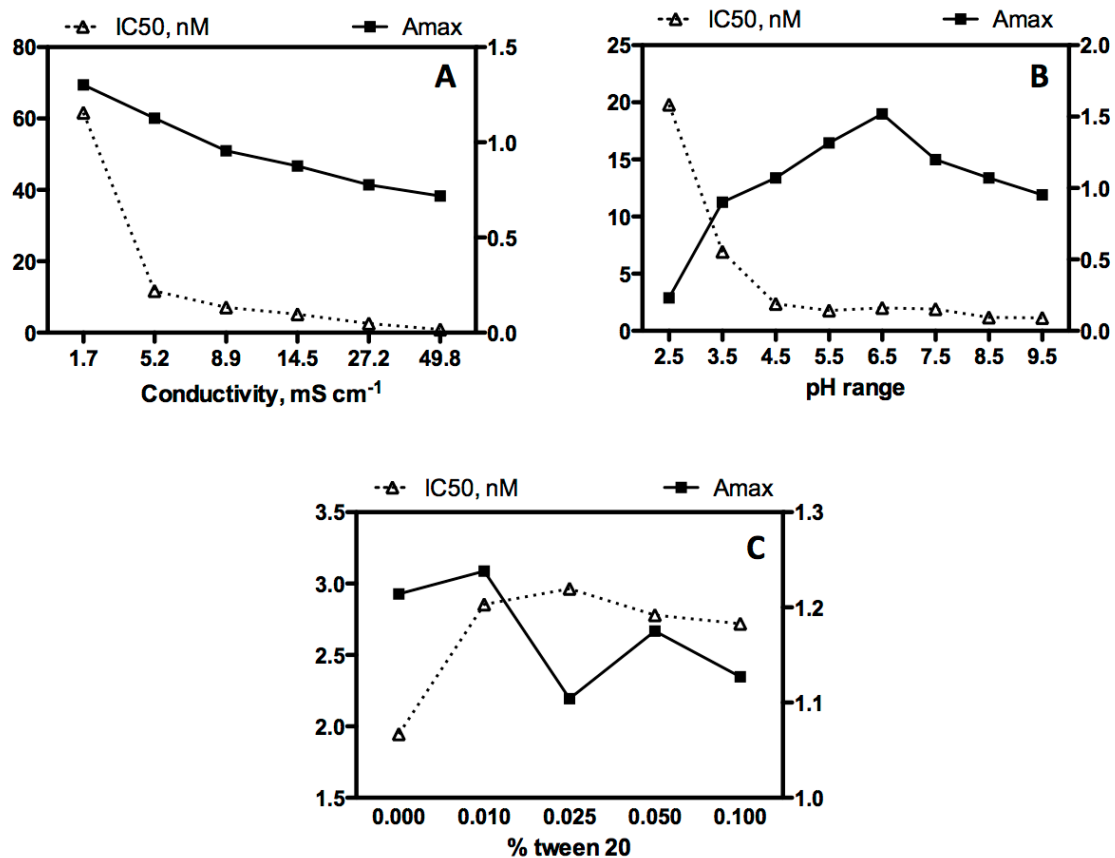 IC50, nM Amax
A
80 1.5
60
1.0
40
0.5
20
0 0.0
1.7 5.2 8.9 14.5 27.2 49.8
Conductivity, mS cm-1
IC50, nM Amax
B
25 2.0
20
1.5
15
1.0
10
0.5
5
0 0.0
2.5 3.5 4.5 5.5 6.5 7.5 8.5 9.5
pH range
IC50, nM Amax
C
3.5 1.3
3.0
1.2
2.5
1.1
2.0
1.5 1.0
0.000 0.010 0.025 0.050 0.100
% tween 20